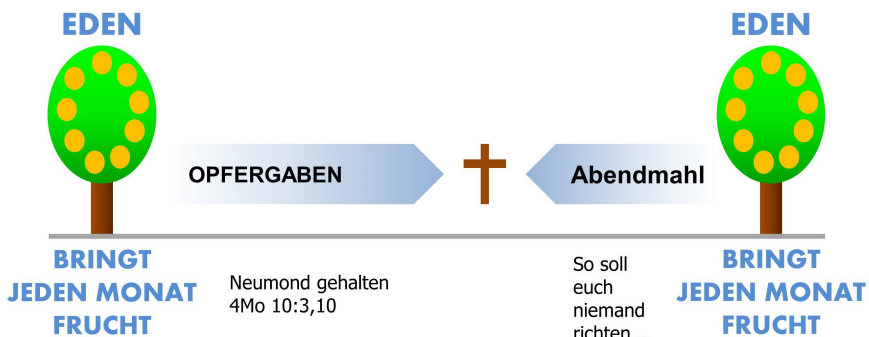 EDEN
EDEN
OPFERGABEN
Abendmahl
BRINGT
JEDEN MONAT
FRUCHT
Neumond gehalten
4Mo 10:3,10
So soll
euch
niemand
richten
BRINGT
JEDEN MONAT
FRUCHT